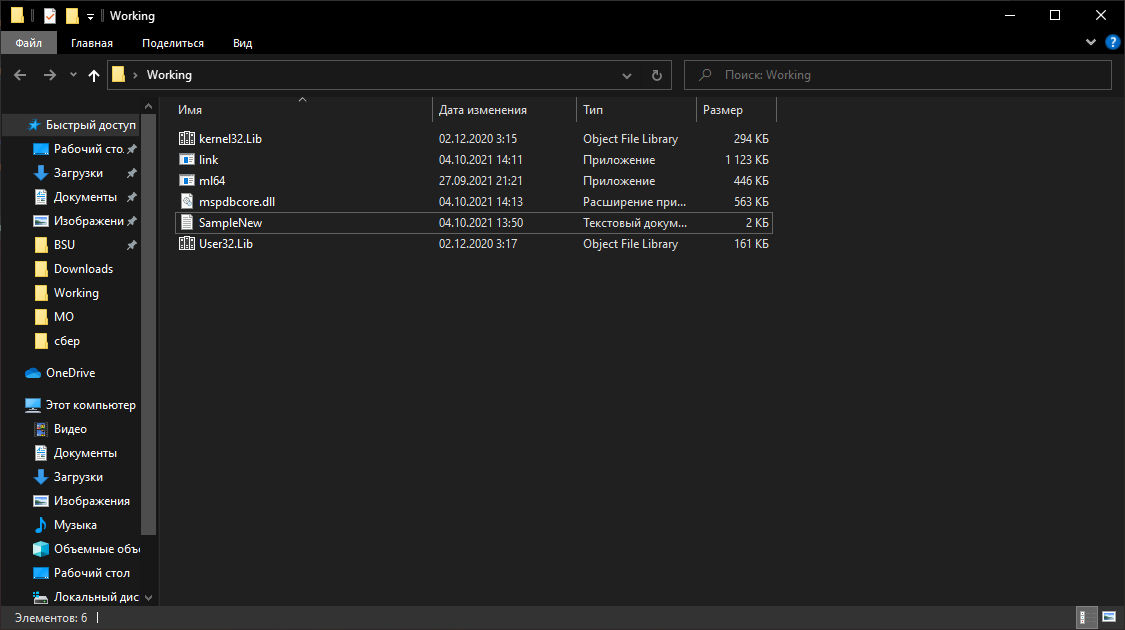 Working
Файл Главная Поделиться Вид
Working
Поиск: Working
Имя Дата изменения Тип Размер
kernel32.Lib 02.12.2020 3:15 Object File Library 294 КБ
link 04.10.2021 14:11 Приложение 1 123 КБ
ml64 27.09.2021 21:21 Приложение 446 КБ
mspdbcore.dll 04.10.2021 14:13 Расширение при... 563 КБ
SampleNew 04.10.2021 13:50 Текстовый докум... 2 КБ
User32.Lib 02.12.2020 3:17 Object File Library 161 КБ
Быстрый доступ
Рабочий сто.
Загрузки
Документы
Изображени
BSU
Downloads
Working
МО
сбер
OneDrive
Этот компьютер
Видео
Документы
Загрузки
Изображения
Музыка
Объемные объ
Рабочий стол
Локальный дис
Элементов: 6